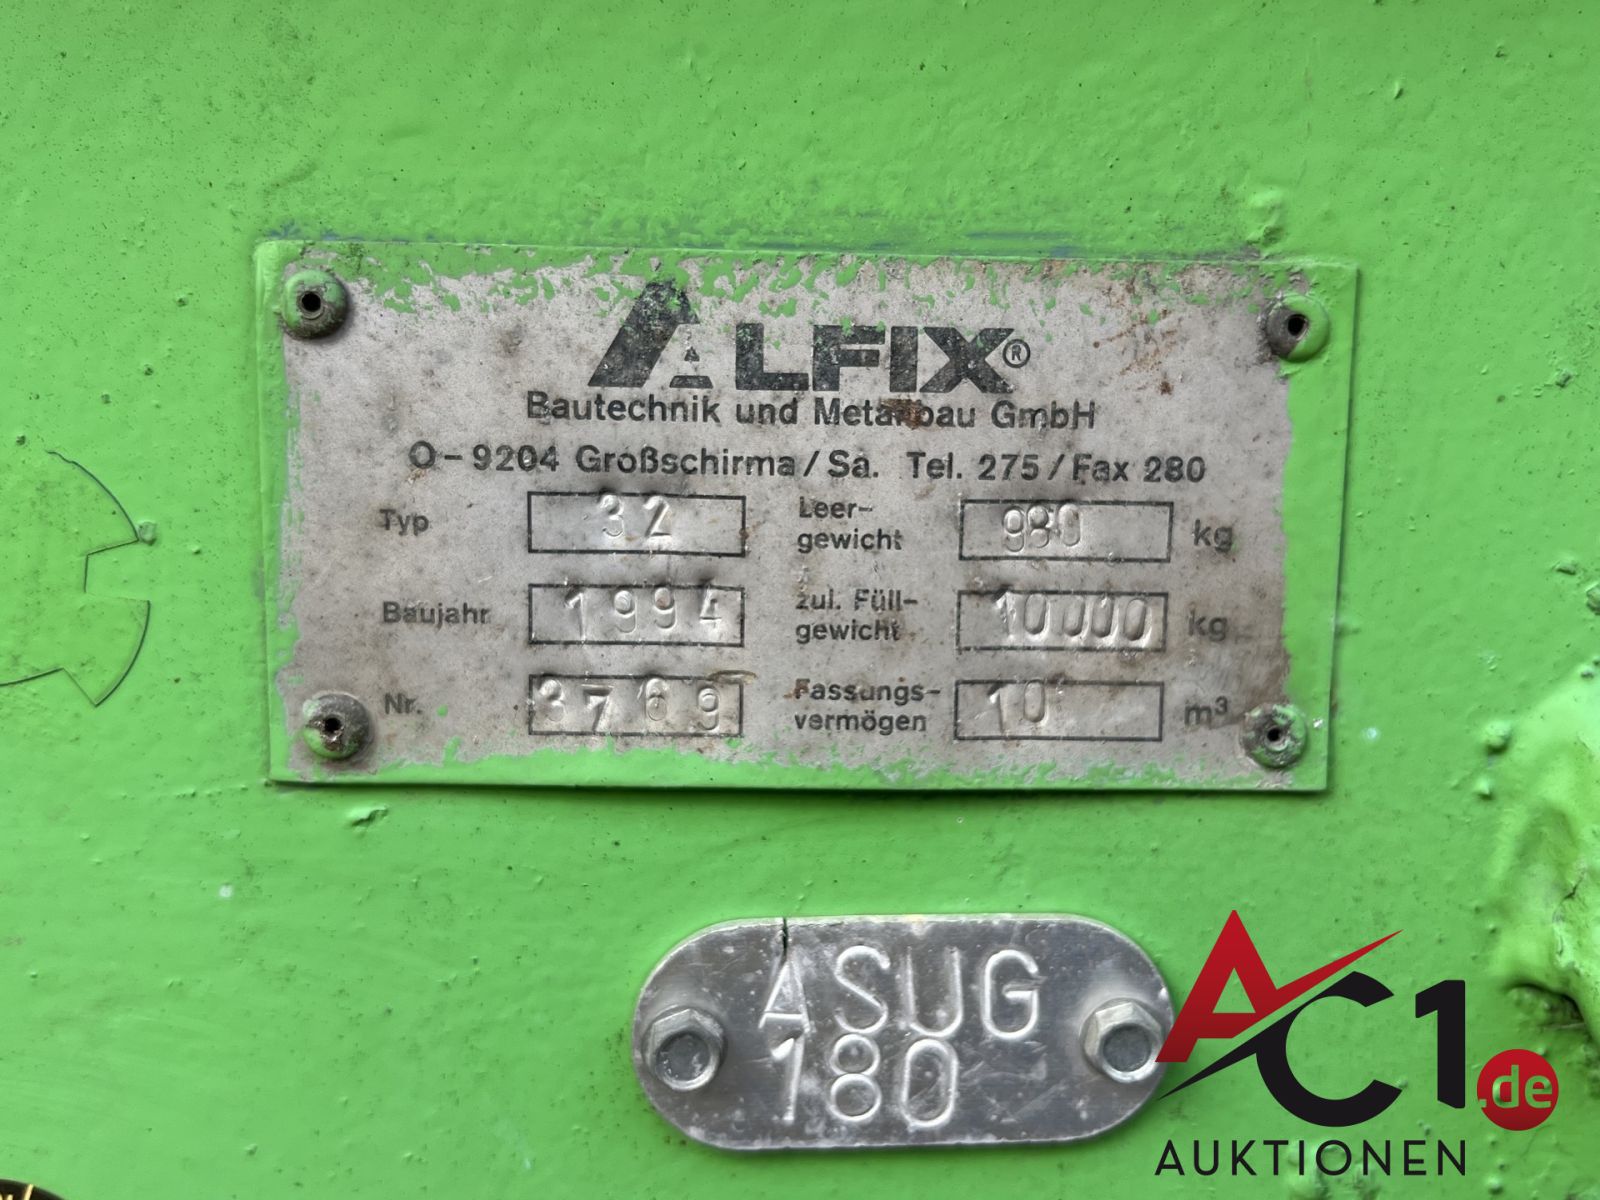 ALFIX®
Bautechnik und Metallbau GmbH
O-9204 Großschirma/Sa. Tel. 275/Fax 280
Typ 32 Leer-gewicht 980 kg
Baujahr 1994 zul. Füll-gewicht 10000 kg
Nr. 3769 Fassungs-vermögen 10 m³
ASUG
180
AC1.de
AUKTIONEN